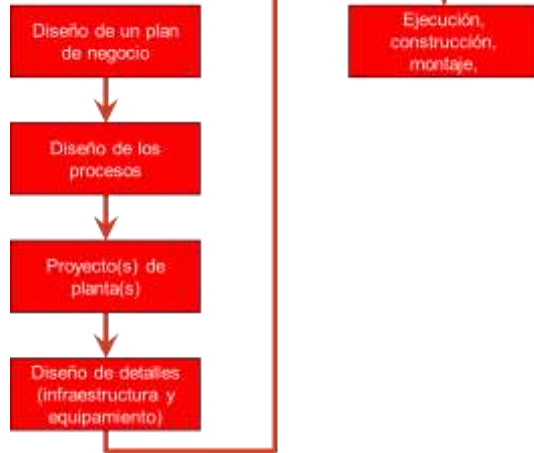 Diseño de un plan
de negocio
Diseño de los
procesos
Proyecto(s) de
planta(s)
Diseño de detalles
(infraestructura y
equipamiento)
Ejecución,
construcción,
montaje,